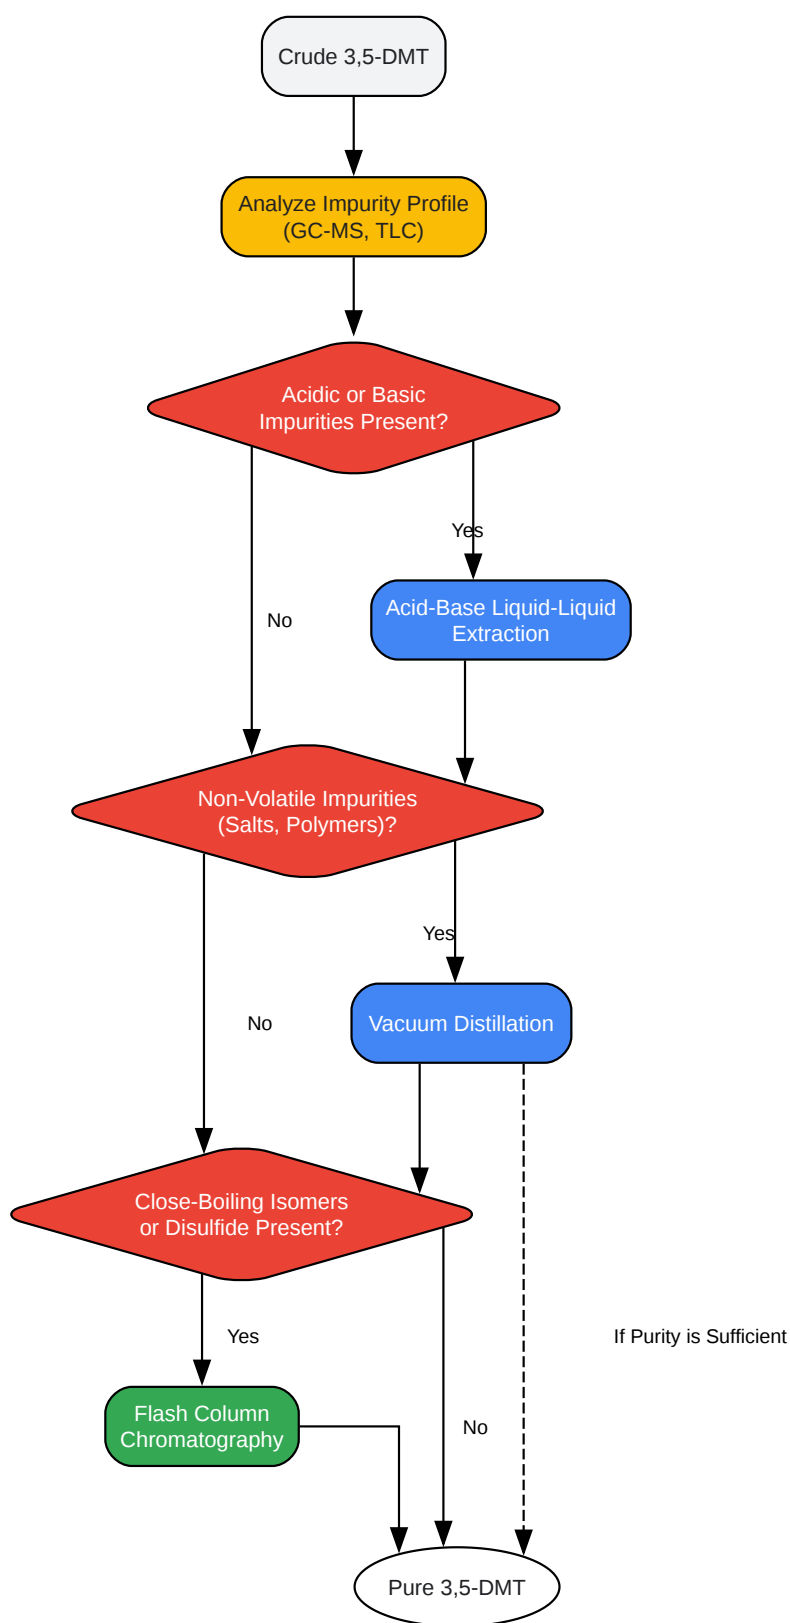 Crude 3,5-DMT
Analyze Impurity Profile
(GC-MS, TLC)
Acidic or Basic
Impurities Present?
Yes
Acid-Base Liquid-Liquid
Extraction
No
Non-Volatile Impurities
(Salts, Polymers)?
Yes
Vacuum Distillation
No
Close-Boiling Isomers
or Disulfide Present?
Yes
If Purity is Sufficient
Flash Column
Chromatography
No
Pure 3,5-DMT